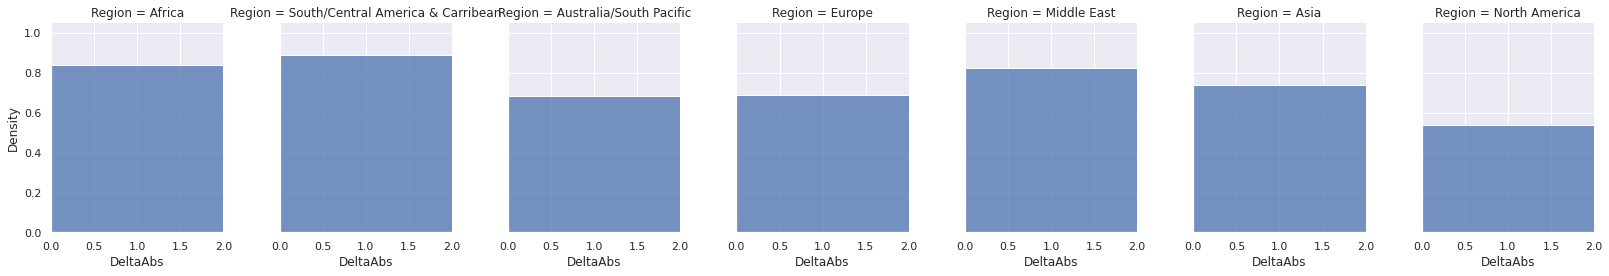 Region = Africa
Region = South/Central America & Carribean
Region = Australia/South Pacific
Region = Europe
Region = Middle East
Region = Asia
Region = North America
Density
1.0
0.8
0.6
0.4
0.2
0.0
0.0 0.5 1.0 1.5 2.0
DeltaAbs
0.0 0.5 1.0 1.5 2.0
DeltaAbs
0.0 0.5 1.0 1.5 2.0
DeltaAbs
0.0 0.5 1.0 1.5 2.0
DeltaAbs
0.0 0.5 1.0 1.5 2.0
DeltaAbs
0.0 0.5 1.0 1.5 2.0
DeltaAbs
0.0 0.5 1.0 1.5 2.0
DeltaAbs